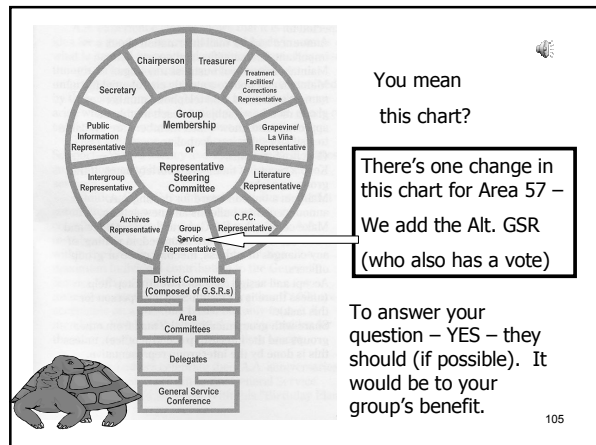 Chairperson
Treasurer
Secretary
Treatment
Facilities/
Corrections
Representative
Public
Information
Representative
Group
Membership
or
Representative
Steering
Committee
Grapevine/
La Viña
Representative
Intergroup
Representative
Literature
Representative
Archives
Representative
Group
Service
Representative
C.P.C.
Representative
District Committee
(Composed of G.S.R.s)
Area
Committees
Delegates
General Service
Conference
You mean
this chart?
There’s one change in
this chart for Area 57 –
We add the Alt. GSR
(who also has a vote)
To answer your
question – YES – they
should (if possible).  It
would be to your
group’s benefit.
105